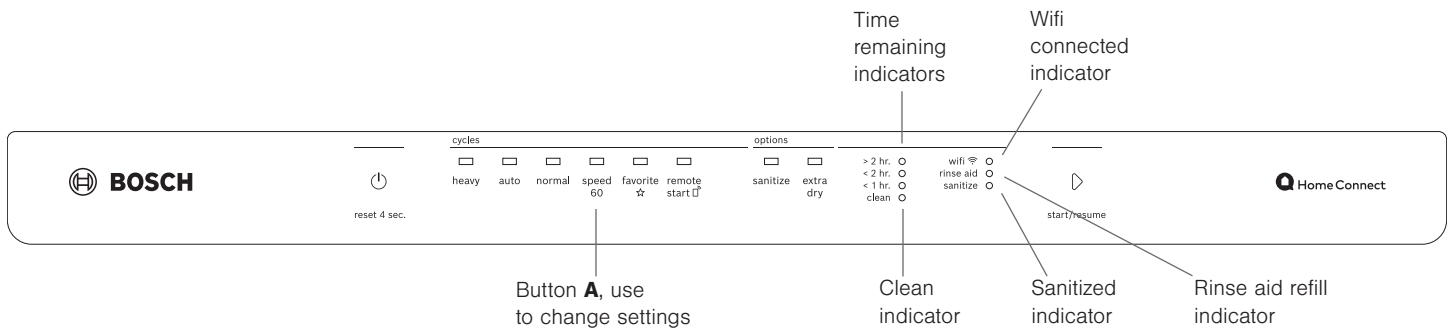 Time
remaining
indicators
Wifi
connected
indicator
BOSCH
reset 4 sec.
cycles
heavy
auto
normal
speed
60
favorite
remote
start
options
sanitize
extra
dry
> 2 hr.
< 2 hr.
< 1 hr.
clean
wifi
rinse aid
sanitize
start/resume
Home Connect
Button A, use
to change settings
Clean
indicator
Sanitized
indicator
Rinse aid refill
indicator